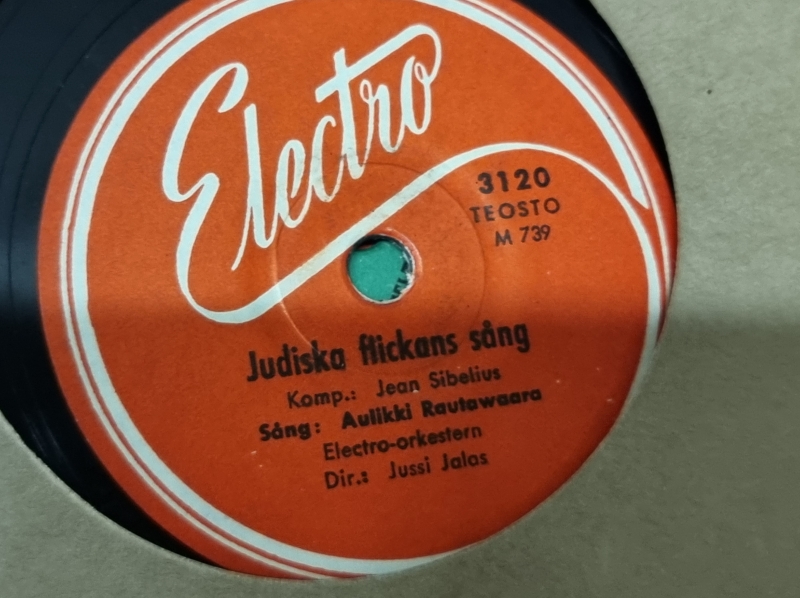 Electro
3120
TEOSTO
M 739
Judiska flickans sång
Komp.: Jean Sibelius
Sång: Aulikki Rautawaara
Electro-orkestern
Dir.: Jussi Jalas